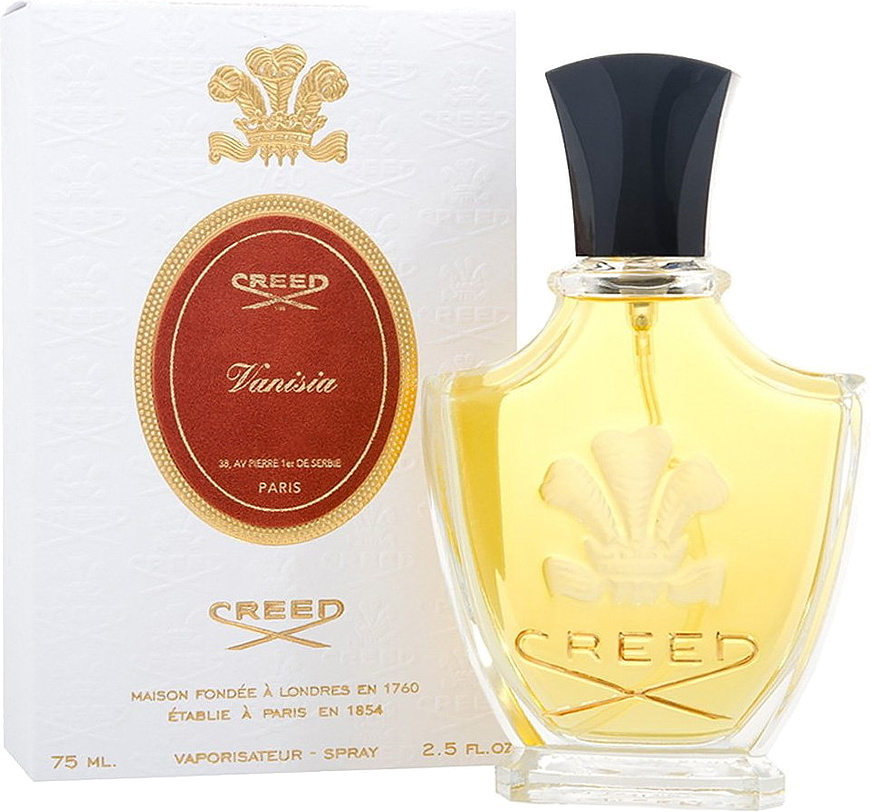 CREED
Vanisia
38, AV PIERRE 1er DE SERBIE
PARIS
CREED
MAISON FONDÉE À LONDRES EN 1760
ÉTABLIE À PARIS EN 1854
75 ML. VAPORISATEUR - SPRAY 2.5 FL.OZ
CREED